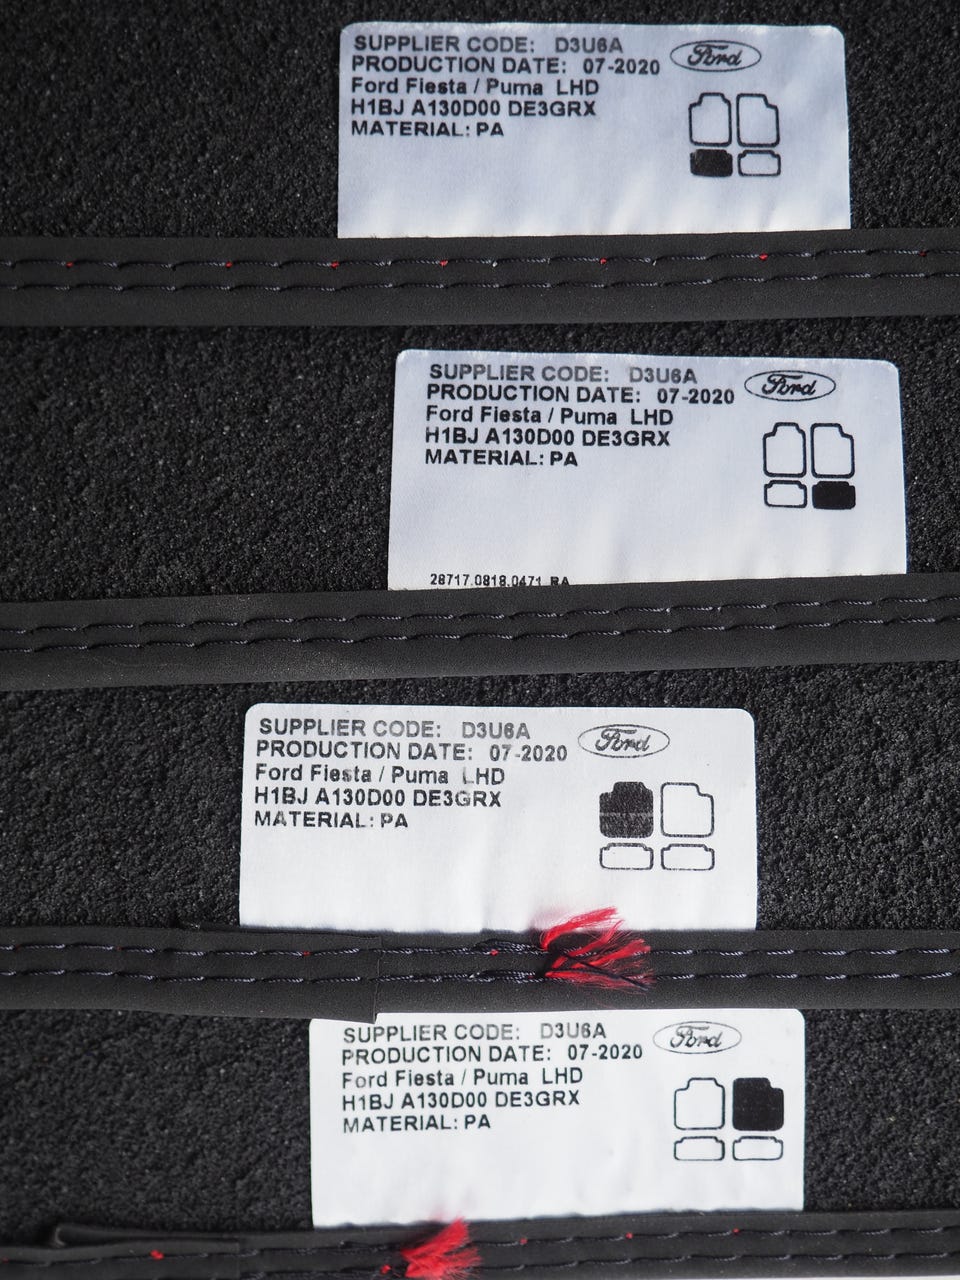 SUPPLIER CODE: D3U6A
PRODUCTION DATE: 07-2020
Ford
Ford Fiesta / Puma LHD
H1BJ A130D00 DE3GRX
MATERIAL: PA
SUPPLIER CODE: D3U6A
PRODUCTION DATE: 07-2020
Ford
Ford Fiesta / Puma LHD
H1BJ A130D00 DE3GRX
MATERIAL: PA
28717.0818.0471 RA
SUPPLIER CODE: D3U6A
PRODUCTION DATE: 07-2020
Ford
Ford Fiesta / Puma LHD
H1BJ A130D00 DE3GRX
MATERIAL: PA
SUPPLIER CODE: D3U6A
PRODUCTION DATE: 07-2020
Ford
Ford Fiesta / Puma LHD
H1BJ A130D00 DE3GRX
MATERIAL: PA